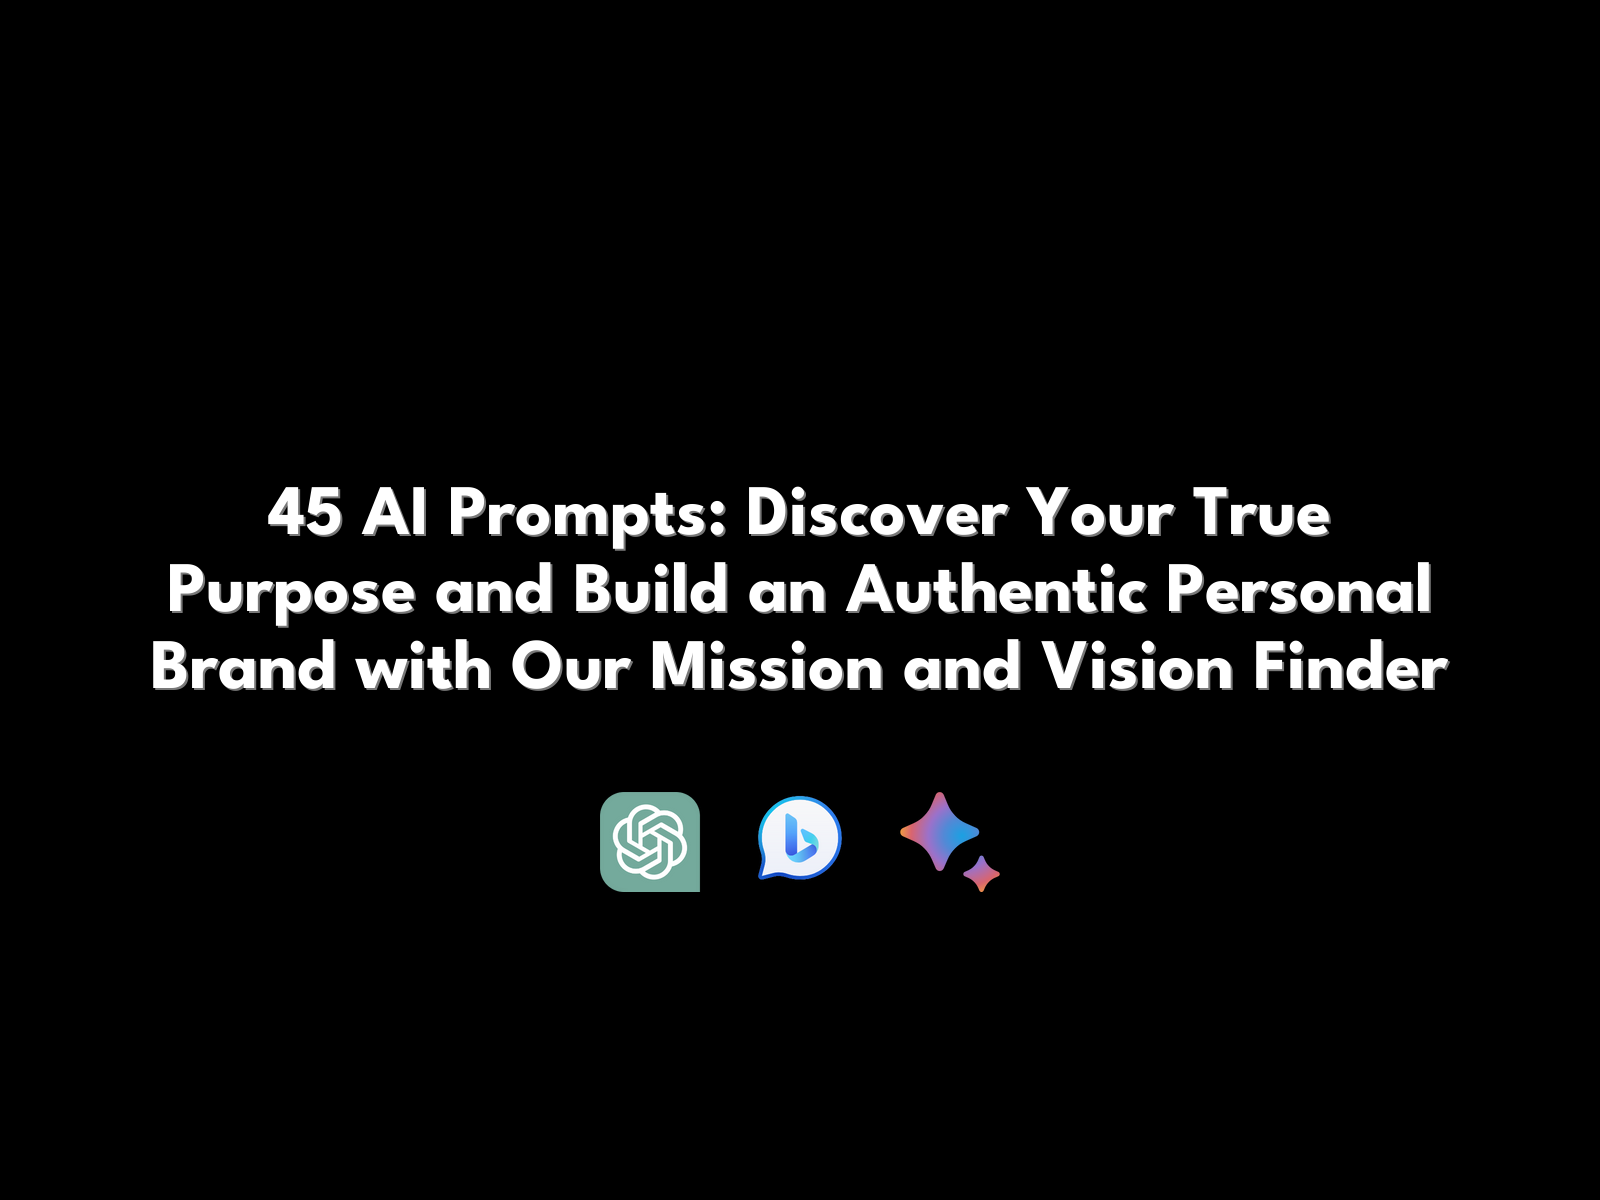 45 AI Prompts: Discover Your True
Purpose and Build an Authentic Personal
Brand with Our Mission and Vision Finder